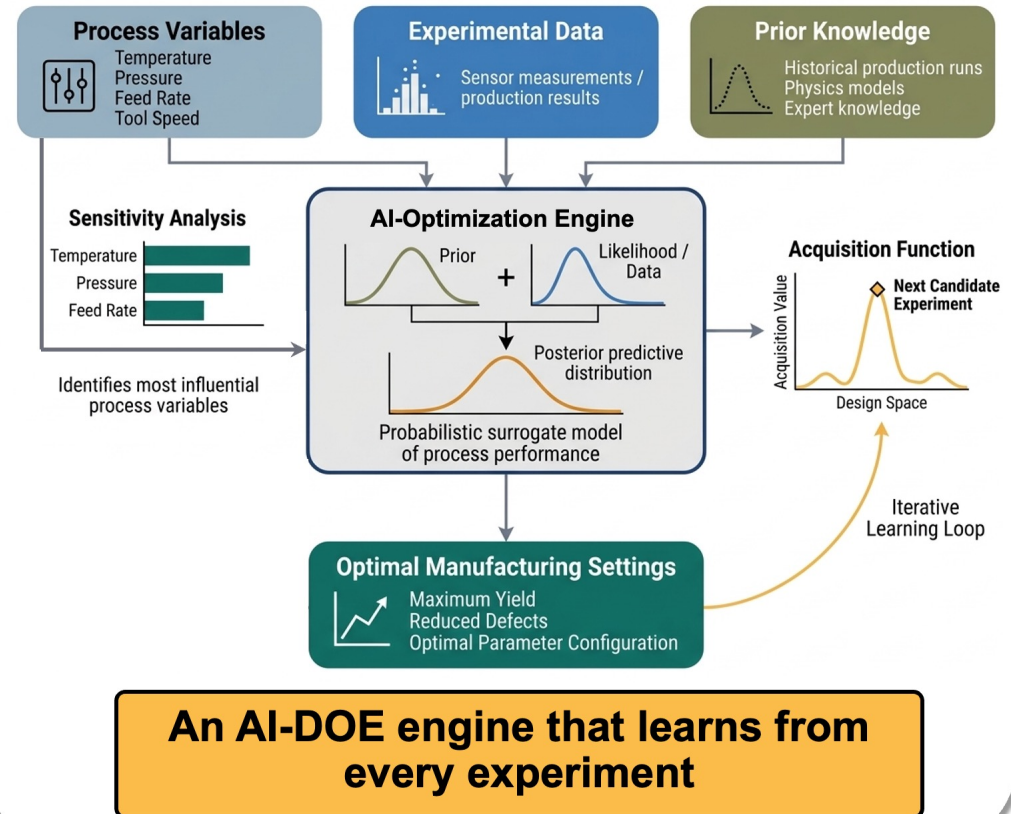 Process Variables
Temperature
Pressure
Feed Rate
Tool Speed
Experimental Data
Sensor measurements /
production results
Prior Knowledge
Historical production runs
Physics models
Expert knowledge
Sensitivity Analysis
Temperature
Pressure
Feed Rate
Identifies most influential
process variables
AI-Optimization Engine
Prior
+
Likelihood /
Data
Posterior predictive
distribution
Probabilistic surrogate model
of process performance
Acquisition Function
Acquisition Value
Next Candidate
Experiment
Design Space
Iterative
Learning Loop
Optimal Manufacturing Settings
Maximum Yield
Reduced Defects
Optimal Parameter Configuration
An AI-DOE engine that learns from
every experiment